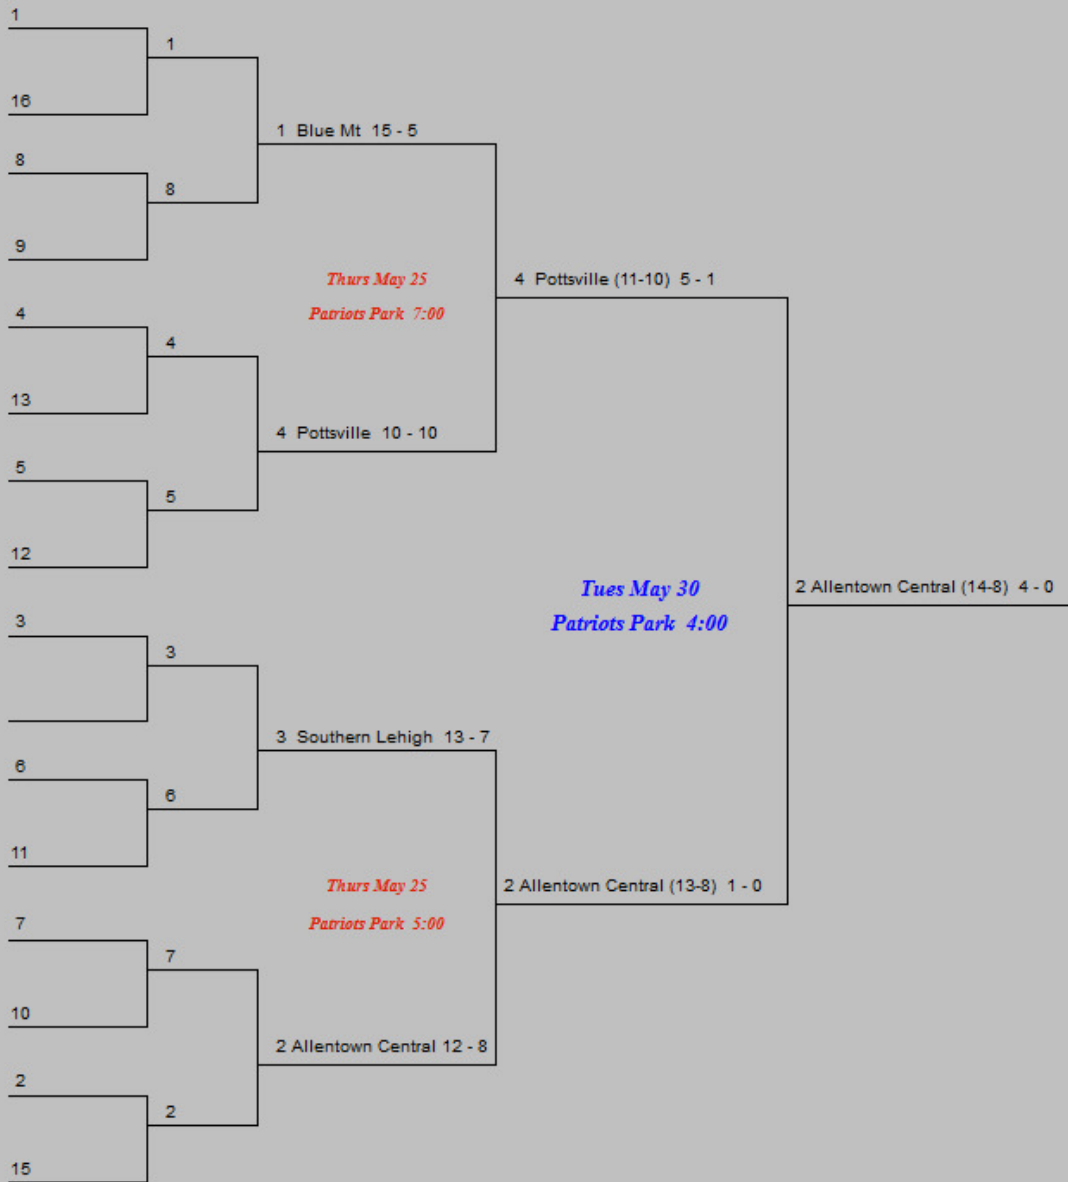 1
1
16
1 Blue Mt 15 - 5
8
8
9
Thurs May 25
Patriots Park 7:00
4 Pottsville (11-10) 5 - 1
4
4
13
4 Pottsville 10 - 10
5
5
12
Tues May 30
Patriots Park 4:00
2 Allentown Central (14-8) 4 - 0
3
3
3 Southern Lehigh 13 - 7
6
6
11
Thurs May 25
Patriots Park 5:00
2 Allentown Central (13-8) 1 - 0
7
7
10
2 Allentown Central 12 - 8
2
2
15